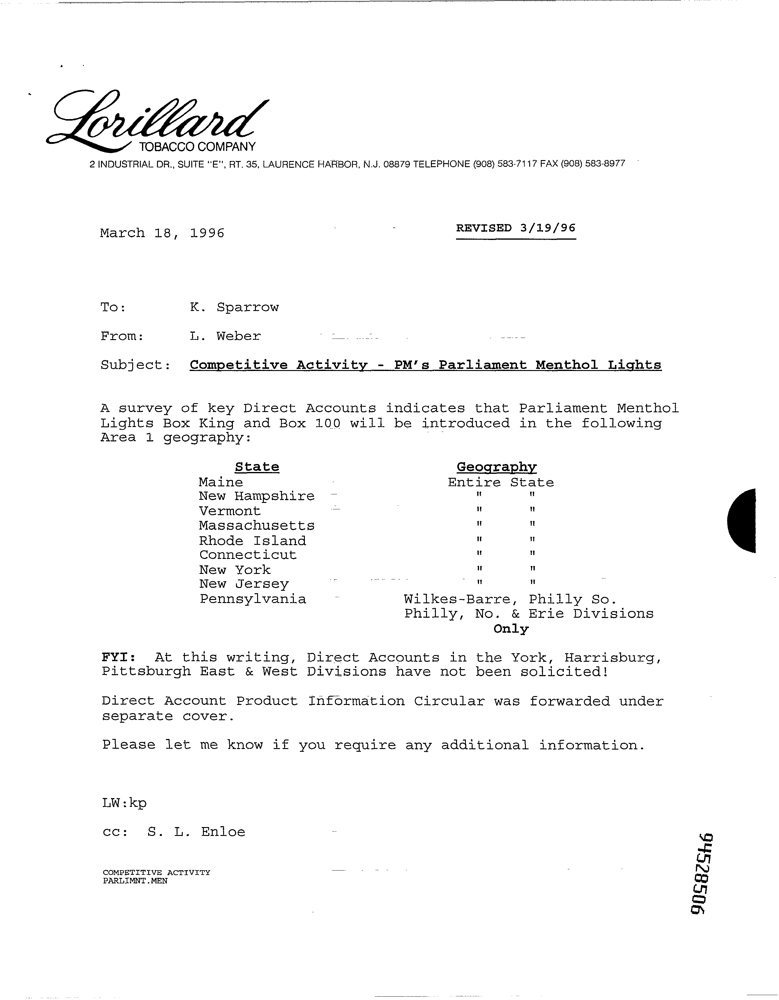 Lorillard
TOBACCO COMPANY
2 INDUSTRIAL DR., SUITE "E", RT. 35, LAURENCE HARBOR, N.J. 08879 TELEPHONE (908) 583-7117 FAX (908) 583-8977
March 18, 1996 REVISED 3/19/96
To: K. Sparrow
From: L. Weber
Subject: Competitive Activity - PM's Parliament Menthol Lights
A survey of key Direct Accounts indicates that Parliament Menthol
Lights Box King and Box 100 will be introduced in the following
Area 1 geography:
State Geography
Maine Entire State
New Hampshire " "
Vermont " "
Massachusetts " "
Rhode Island " "
Connecticut " "
New York " "
New Jersey " "
Pennsylvania Wilkes-Barre, Philly So.
Philly, No. & Erie Divisions
Only
FYI: At this writing, Direct Accounts in the York, Harrisburg,
Pittsburgh East & West Divisions have not been solicited!
Direct Account Product Information Circular was forwarded under
separate cover.
Please let me know if you require any additional information.
LW:kp
cc: S. L. Enloe
COMPETITIVE ACTIVITY
PARLIMNT.MEN
94528506